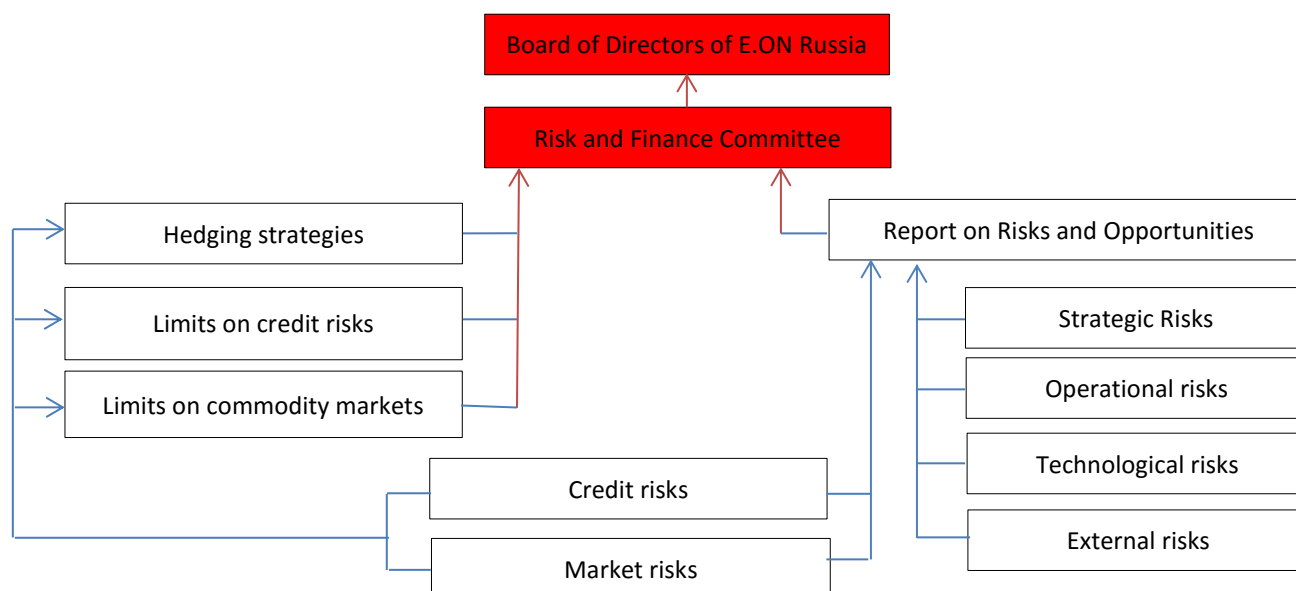 Board of Directors of E.ON Russia
Risk and Finance Committee
Hedging strategies
Report on Risks and Opportunities
Limits on credit risks
Strategic Risks
Limits on commodity markets
Operational risks
Technological risks
Credit risks
External risks
Market risks